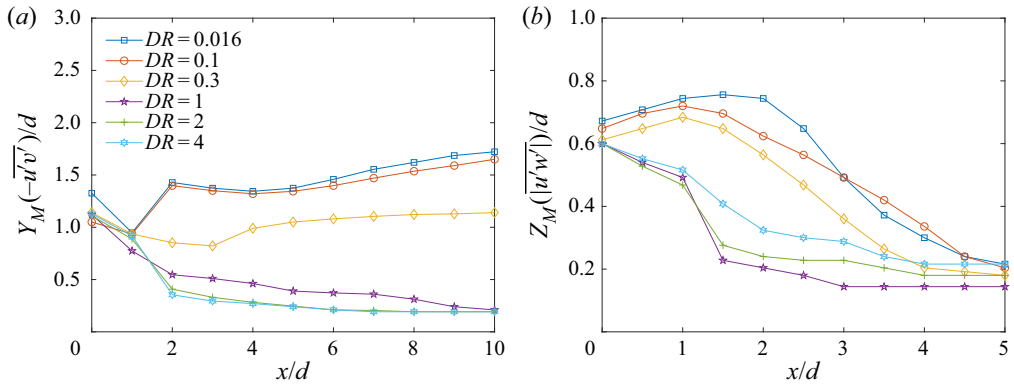 (a)
3.0
2.5
2.0
1.5
1.0
0.5
0
2
4
6
8
10
x/d
Y_M(−u′v′)/d
DR = 0.016
DR = 0.1
DR = 0.3
DR = 1
DR = 2
DR = 4
(b)
1.0
0.8
0.6
0.4
0.2
0
1
2
3
4
5
x/d
Z_M(|u′w′|)/d